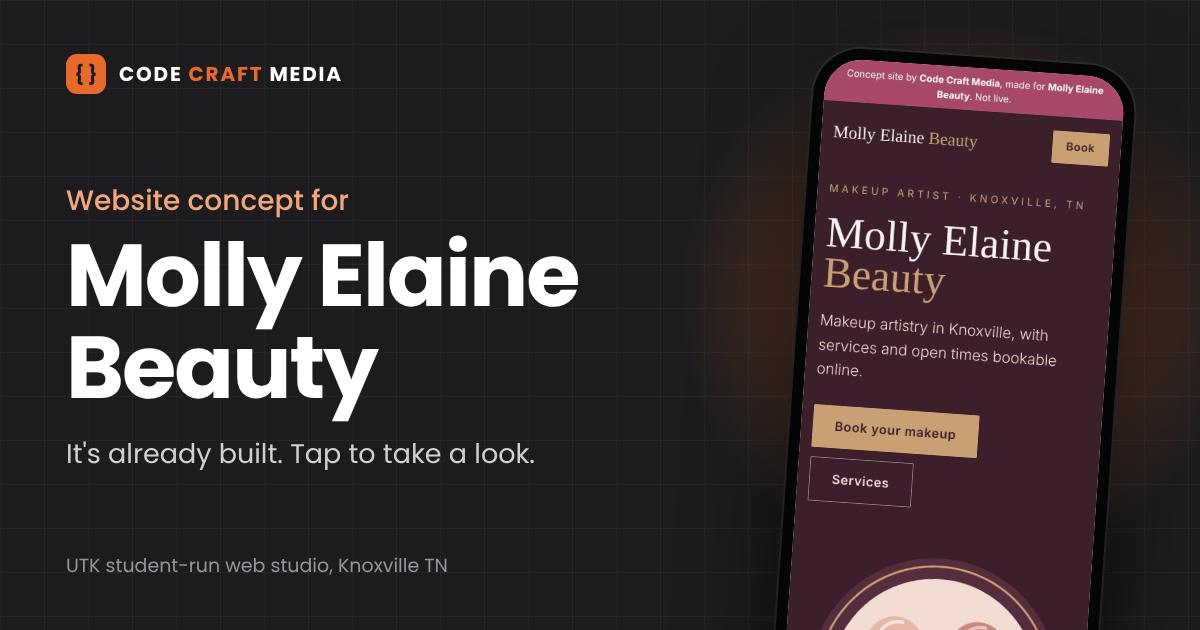 { } CODE CRAFT MEDIA
Website concept for
Molly Elaine
Beauty
It's already built. Tap to take a look.
UTK student-run web studio, Knoxville TN
Concept site by Code Craft Media, made for Molly Elaine
Beauty. Not live.
Molly Elaine Beauty
Book
MAKEUP ARTIST · KNOXVILLE, TN
Molly Elaine
Beauty
Makeup artistry in Knoxville, with
services and open times bookable
online.
Book your makeup
Services